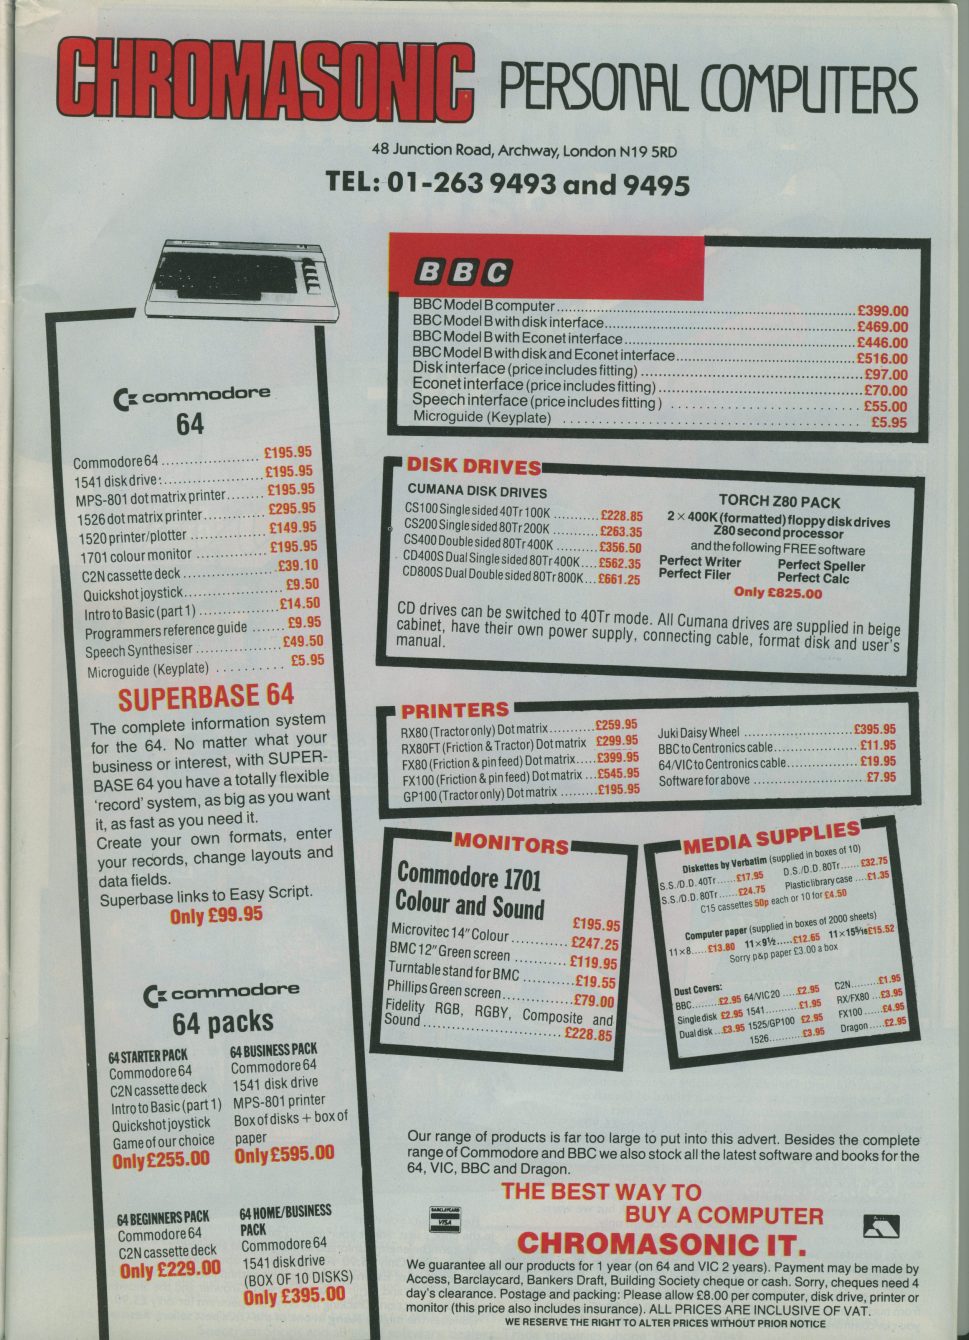 CHROMASONIC PERSONAL COMPUTERS
48 Junction Road, Archway, London N19 5RD
TEL: 01-263 9493 and 9495
commodore
64
Commodore 64 .................... £195.95
1541 disk drive: .................... £195.95
MPS-801 dot matrix printer........ £195.95
1526 dot matrix printer............. £295.95
1520 printer/plotter ................ £149.95
1701 colour monitor ............... £195.95
C2N cassette deck .................... £39.10
Quickshot joystick...................... £9.50
Intro to Basic (part 1) ................ £14.50
Programmers reference guide ....... £9.95
Speech Synthesiser .................. £49.50
Microguide (Keyplate) .......... £5.95
SUPERBASE 64
The complete information system
for the 64. No matter what your
business or interest, with SUPER-
BASE 64 you have a totally flexible
'record' system, as big as you want
it, as fast as you need it.
Create your own formats, enter
your records, change layouts and
data fields.
Superbase links to Easy Script.
Only £99.95
commodore
64 packs
64 STARTER PACK
Commodore 64
C2N cassette deck
Intro to Basic (part 1)
Quickshot joystick
Game of our choice
Only £255.00
64 BUSINESS PACK
Commodore 64
1541 disk drive
MPS-801 printer
Box of disks + box of
paper
Only £595.00
64 BEGINNERS PACK
Commodore 64
C2N cassette deck
Only £229.00
64 HOME/BUSINESS
PACK
Commodore 64
1541 disk drive
(BOX OF 10 DISKS)
Only £395.00
BBC
BBC Model B computer.................... £399.00
BBC Model B with disk interface.................... £469.00
BBC Model B with Econet interface.................... £446.00
BBC Model B with disk and Econet interface.................... £516.00
Disk interface (price includes fitting) .................... £97.00
Econet interface (price includes fitting).................... £70.00
Speech interface (price includes fitting) .................... £55.00
Microguide (Keyplate) .................... £5.95
DISK DRIVES
CUMANA DISK DRIVES
CS100 Single sided 40Tr 100K .......... £228.85
CS200 Single sided 80Tr 200K .......... £263.35
CS400 Double sided 80Tr 400K .......... £356.50
CD400S Dual Single sided 80Tr 400K .... £562.35
CD800S Dual Double sided 80Tr 800K... £661.25
TORCH Z80 PACK
2 × 400K (formatted) floppy disk drives
Z80 second processor
and the following FREE software
Perfect Writer Perfect Speller
Perfect Filer Perfect Calc
Only £825.00
CD drives can be switched to 40Tr mode. All Cumana drives are supplied in beige
cabinet, have their own power supply, connecting cable, format disk and user's
manual.
PRINTERS
RX80 (Tractor only) Dot matrix........... £259.95
RX80FT (Friction & Tractor) Dot matrix £299.95
FX80 (Friction & pin feed) Dot matrix .... £399.95
FX100 (Friction & pin feed) Dot matrix ... £545.95
GP100 (Tractor only) Dot matrix ......... £195.95
Juki Daisy Wheel .................... £395.95
BBC to Centronics cable.................... £11.95
64/VIC to Centronics cable.................... £19.95
Software for above .................... £7.95
MONITORS
Commodore 1701
Colour and Sound
£195.95
Microvitec 14" Colour ............ £247.25
BMC 12" Green screen ........... £119.95
Turntable stand for BMC .......... £19.55
Phillips Green screen............... £79.00
Fidelity RGB, RGBY, Composite and
Sound .................... £228.85
MEDIA SUPPLIES
Diskettes by Verbatim (supplied in boxes of 10)
S.S./D.D. 40Tr ..... £17.95 D.S./D.D. 80Tr...... £32.75
S.S./D.D. 80Tr ..... £24.75 Plastic library case .... £1.35
C15 cassettes 50p each or 10 for £4.50
Computer paper (supplied in boxes of 2000 sheets)
11 × 8..... £13.80 11 × 9½ ..... £12.65 11 × 15⁵⁄₁₆ £15.52
Sorry p&p paper £3.00 a box
Dust Covers:
BBC........ £2.95 64/VIC 20 .... £2.95 C2N........ £1.95
Single disk £2.95 1541.......... £1.95 RX/FX80 ... £3.95
Dual disk... £3.95 1525/GP100 £2.95 FX100 ..... £4.95
1526.......... £3.95 Dragon ..... £2.95
Our range of products is far too large to put into this advert. Besides the complete
range of Commodore and BBC we also stock all the latest software and books for the
64, VIC, BBC and Dragon.
THE BEST WAY TO
BUY A COMPUTER
CHROMASONIC IT.
BARCLAYCARD
VISA
We guarantee all our products for 1 year (on 64 and VIC 2 years). Payment may be made by
Access, Barclaycard, Bankers Draft, Building Society cheque or cash. Sorry, cheques need 4
day's clearance. Postage and packing: Please allow £8.00 per computer, disk drive, printer or
monitor (this price also includes insurance). ALL PRICES ARE INCLUSIVE OF VAT.
WE RESERVE THE RIGHT TO ALTER PRICES WITHOUT PRIOR NOTICE